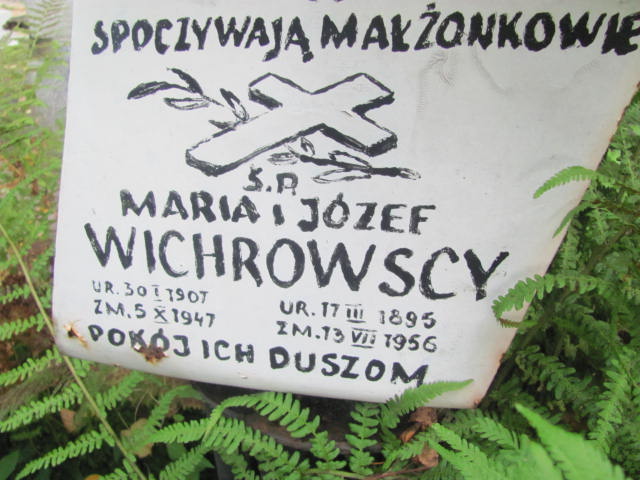 SPOCZYWAJĄ MAŁŻONKOWIE
Ś.P.
MARIA I JÓZEF
WICHROWSCY
UR. 30 I 1907
ZM. 5 X 1947
UR. 17 III 1895
ZM. 13 VII 1956
POKÓJ ICH DUSZOM